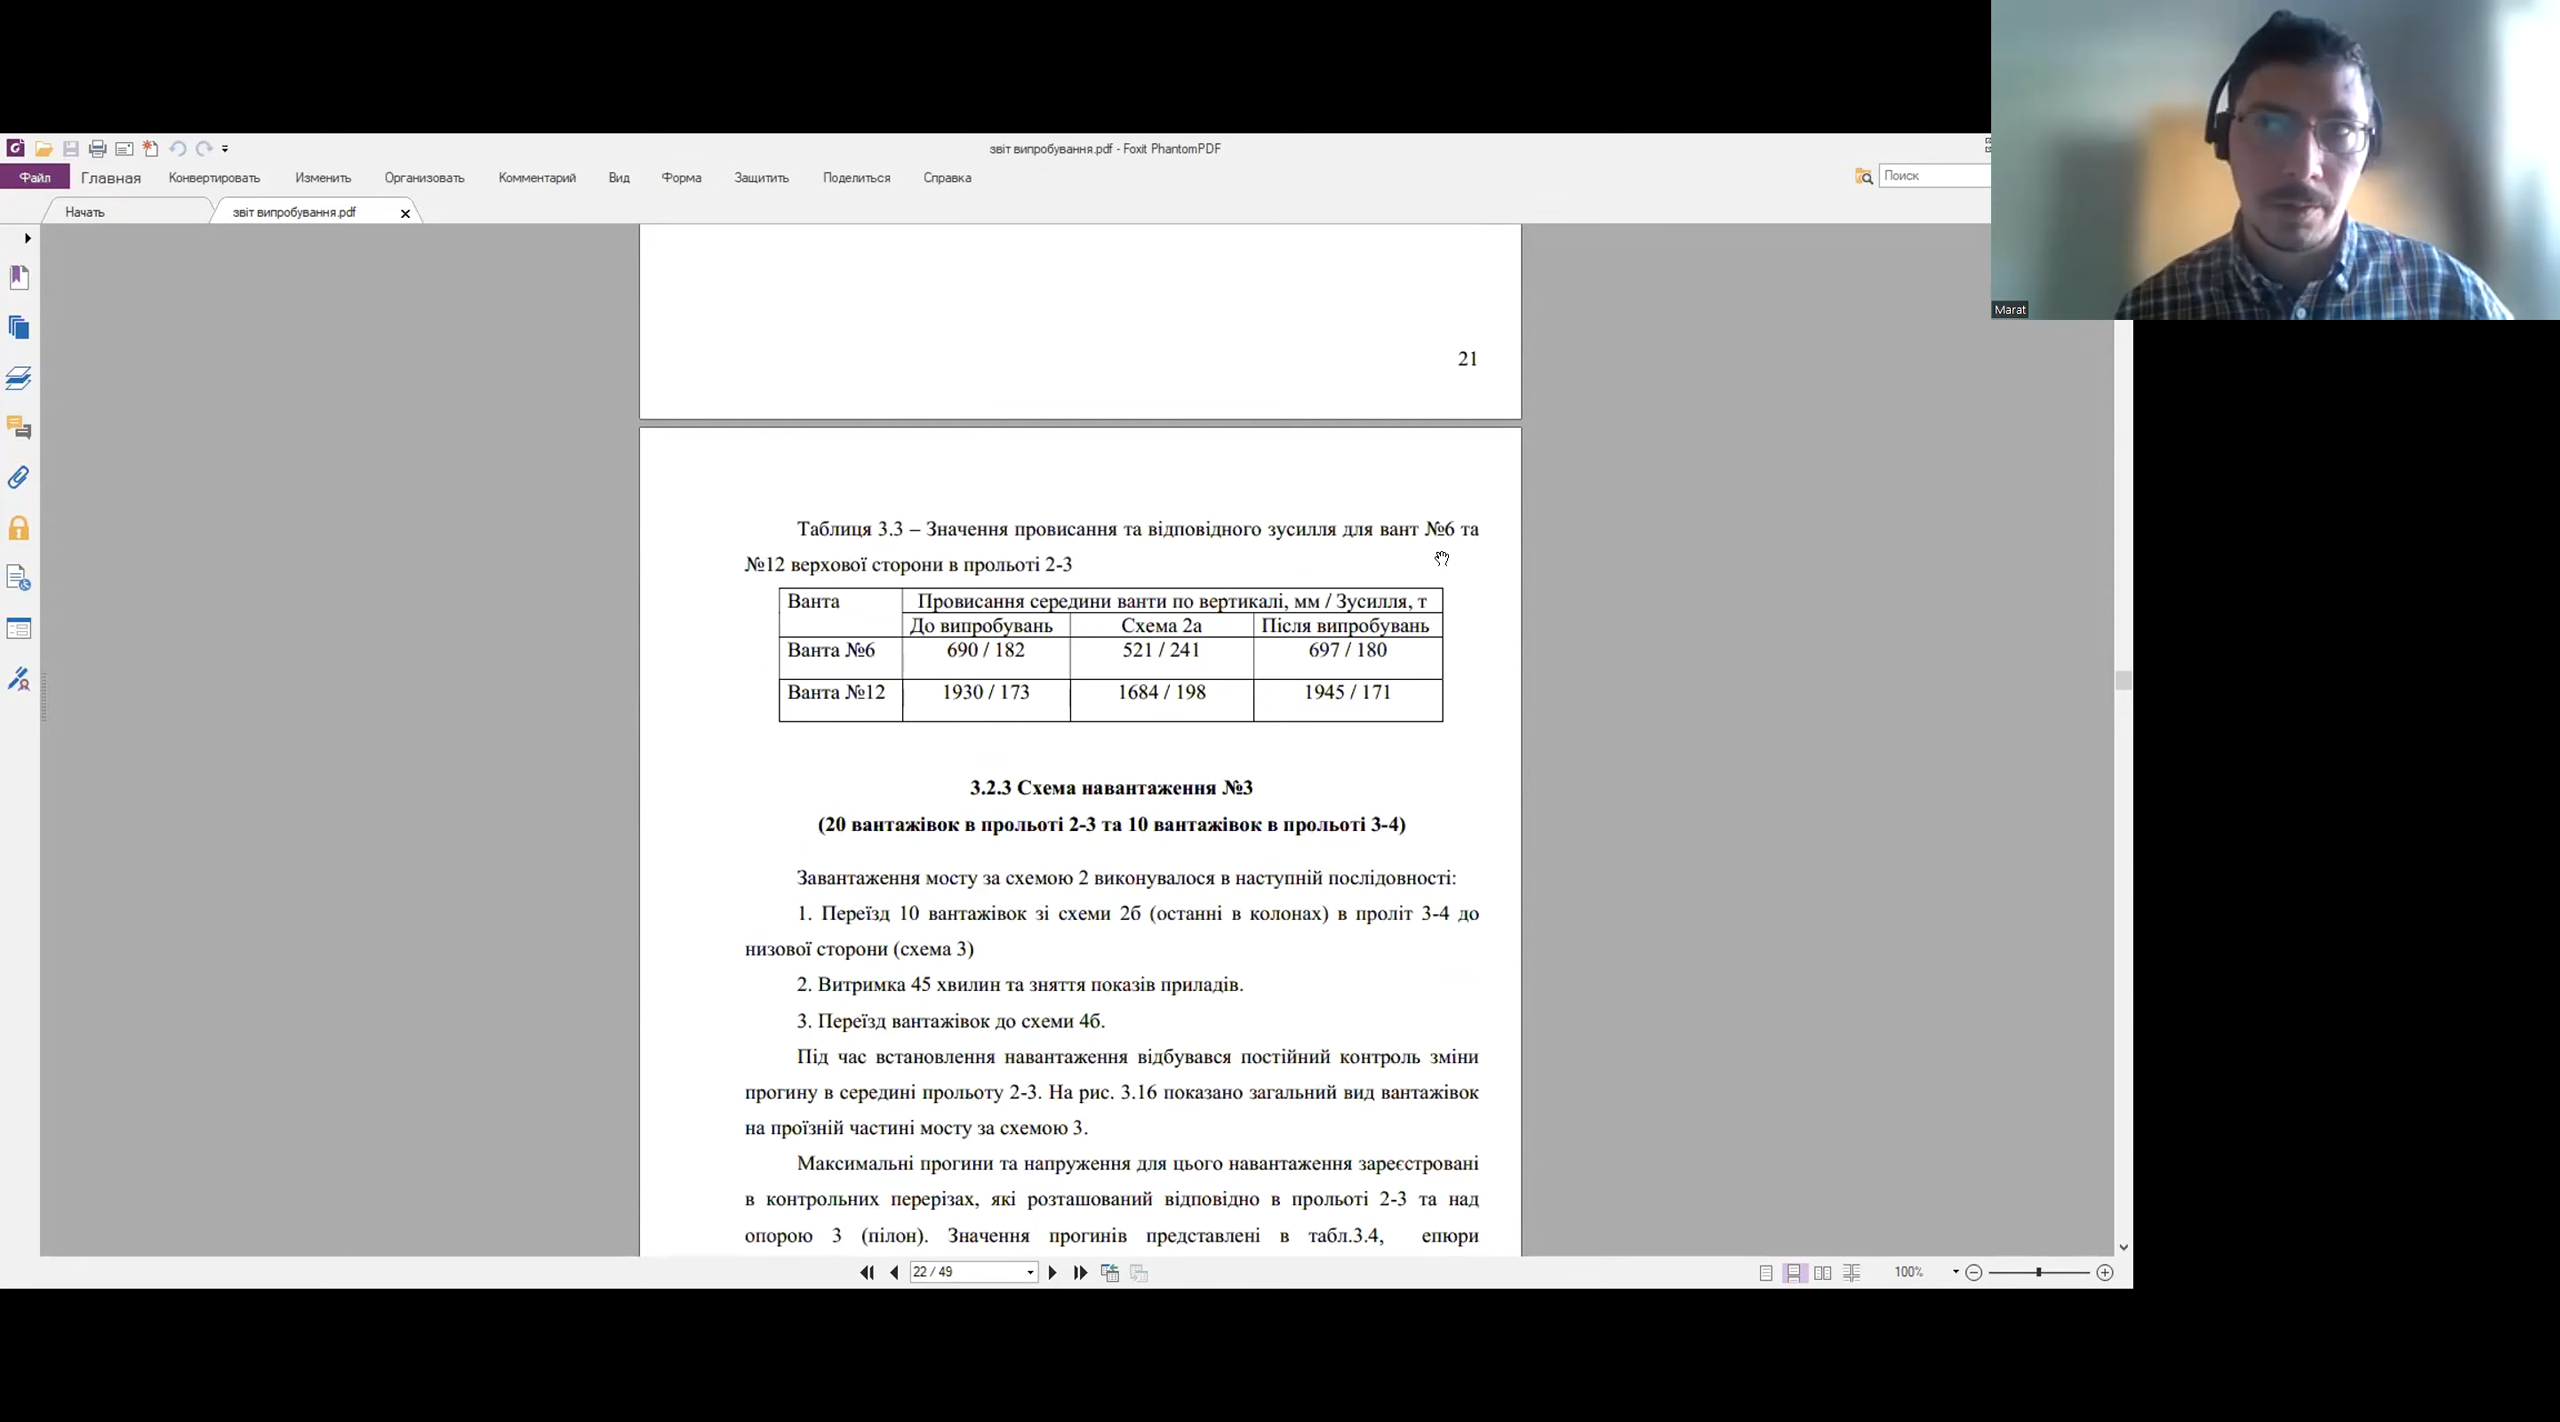 звіт випробування.pdf - Foxit PhantomPDF
Файл Главная Конвертировать Изменить Организовать Комментарий Вид Форма Защитить Поделиться Справка
Поиск
Начать звіт випробування.pdf
Marat
21
Таблиця 3.3 – Значення провисання та відповідного зусилля для вант №6 та
№12 верхової сторони в прольоті 2-3
Ванта Провисання середини ванти по вертикалі, мм / Зусилля, т
До випробувань Схема 2а Після випробувань
Ванта №6 690 / 182 521 / 241 697 / 180
Ванта №12 1930 / 173 1684 / 198 1945 / 171
3.2.3 Схема навантаження №3
(20 вантажівок в прольоті 2-3 та 10 вантажівок в прольоті 3-4)
Завантаження мосту за схемою 2 виконувалося в наступній послідовності:
1. Переїзд 10 вантажівок зі схеми 2б (останні в колонах) в проліт 3-4 до
низової сторони (схема 3)
2. Витримка 45 хвилин та зняття показів приладів.
3. Переїзд вантажівок до схеми 4б.
Під час встановлення навантаження відбувався постійний контроль зміни
прогину в середині прольоту 2-3. На рис. 3.16 показано загальний вид вантажівок
на проїзній частині мосту за схемою 3.
Максимальні прогини та напруження для цього навантаження зареєстровані
в контрольних перерізах, які розташований відповідно в прольоті 2-3 та над
опорою 3 (пілон). Значення прогинів представлені в табл.3.4, епюри
22 / 49
100%